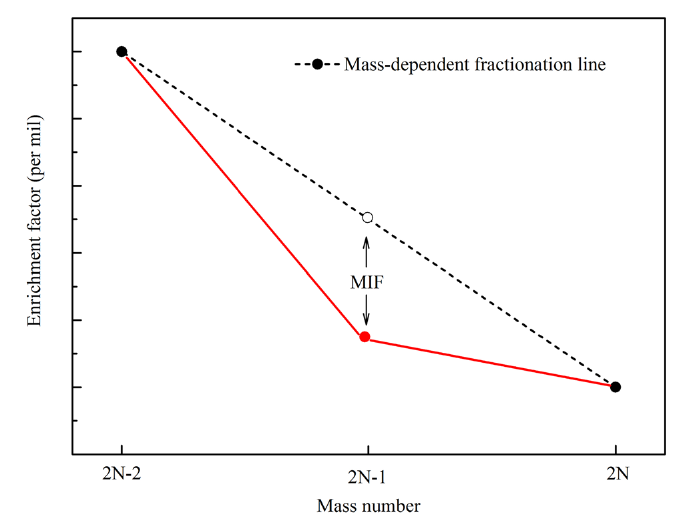 Mass-dependent fractionation line
Enrichment factor (per mil)
MIF
2N-2
2N-1
2N
Mass number